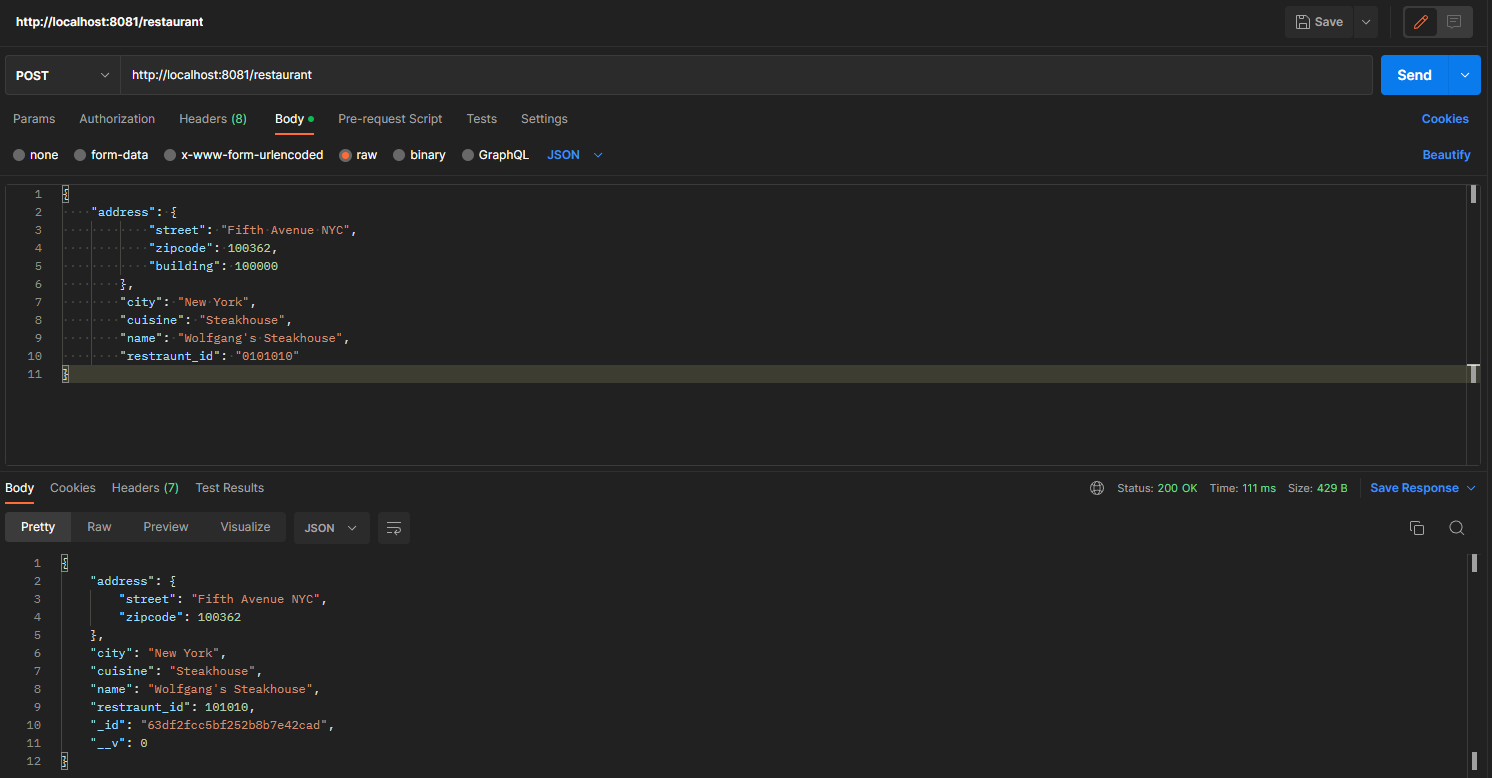 http://localhost:8081/restaurant
Save
POST
http://localhost:8081/restaurant
Send
Params Authorization Headers (8) Body Pre-request Script Tests Settings Cookies
none form-data x-www-form-urlencoded raw binary GraphQL JSON Beautify
1 {
2 "address": {
3 "street": "Fifth Avenue NYC",
4 "zipcode": 100362,
5 "building": 100000
6 },
7 "city": "New York",
8 "cuisine": "Steakhouse",
9 "name": "Wolfgang's Steakhouse",
10 "restraunt_id": "0101010"
11 }
Body Cookies Headers (7) Test Results Status: 200 OK Time: 111 ms Size: 429 B Save Response
Pretty Raw Preview Visualize JSON
1 {
2 "address": {
3 "street": "Fifth Avenue NYC",
4 "zipcode": 100362
5 },
6 "city": "New York",
7 "cuisine": "Steakhouse",
8 "name": "Wolfgang's Steakhouse",
9 "restraunt_id": 101010,
10 "_id": "63df2fcc5bf252b8b7e42cad",
11 "__v": 0
12 }